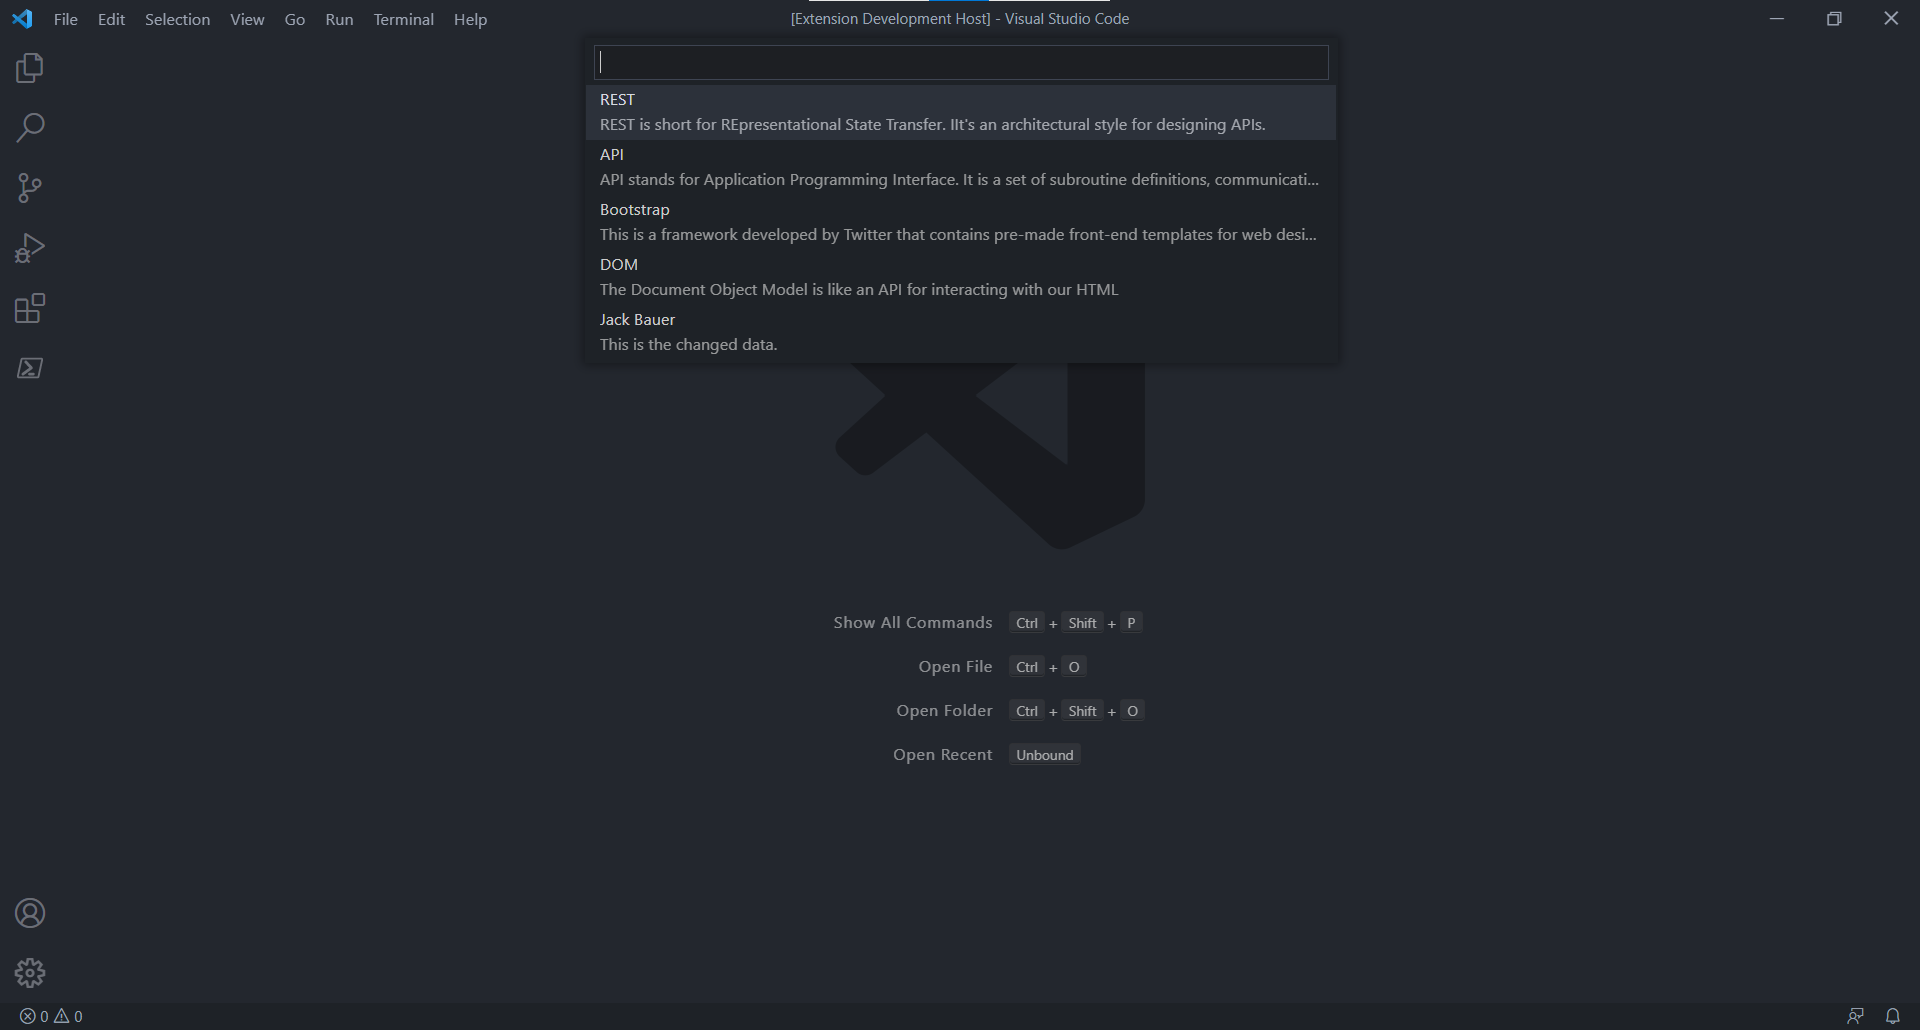 File Edit Selection View Go Run Terminal Help
[Extension Development Host] - Visual Studio Code
REST
REST is short for REpresentational State Transfer. IIt's an architectural style for designing APIs.
API
API stands for Application Programming Interface. It is a set of subroutine definitions, communicati...
Bootstrap
This is a framework developed by Twitter that contains pre-made front-end templates for web desi...
DOM
The Document Object Model is like an API for interacting with our HTML
Jack Bauer
This is the changed data.
Show All Commands Ctrl + Shift + P
Open File Ctrl + O
Open Folder Ctrl + Shift + O
Open Recent Unbound
0 0